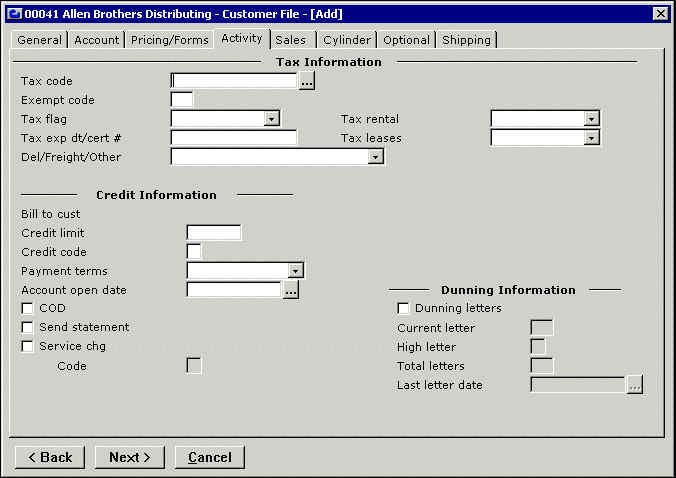 00041 Allen Brothers Distributing - Customer File - [Add]
General Account Pricing/Forms Activity Sales Cylinder Optional Shipping
Tax Information
Tax code ...
Exempt code
Tax flag Tax rental
Tax exp dt/cert # Tax leases
Del/Freight/Other
Credit Information
Bill to cust
Credit limit
Credit code
Payment terms
Account open date ... Dunning Information
COD Dunning letters
Send statement Current letter
Service chg High letter
Code Total letters
Last letter date ...
< Back Next > Cancel